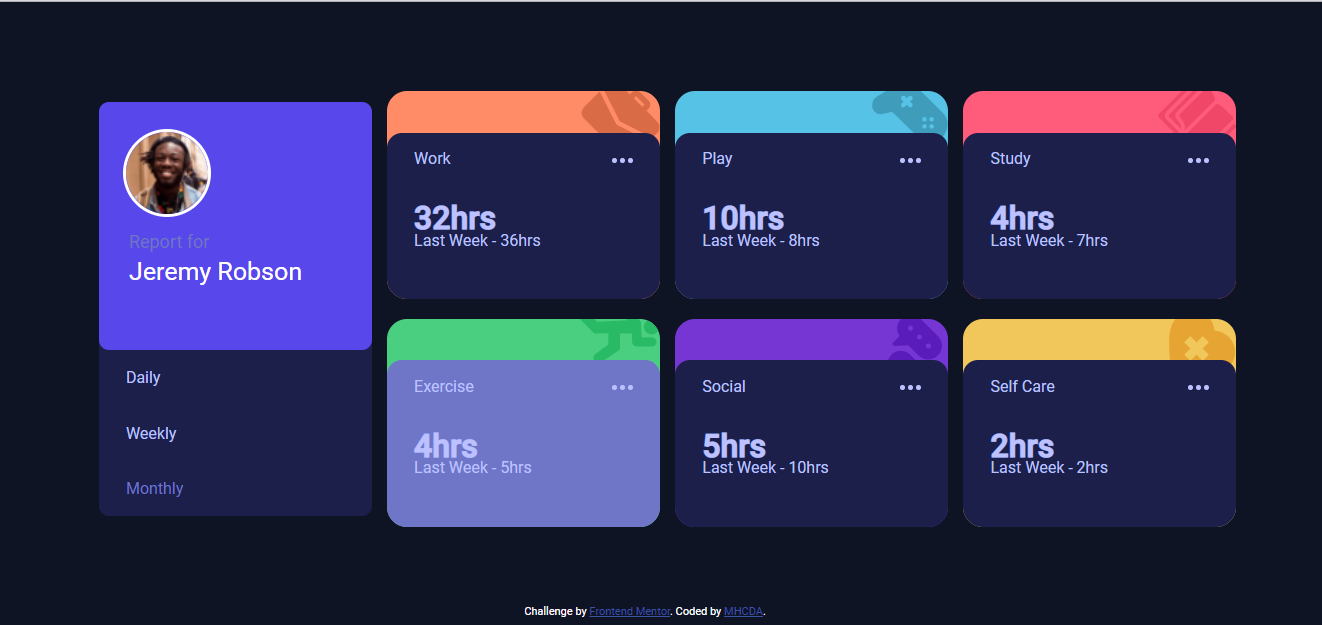 Report for
Jeremy Robson
Daily
Weekly
Monthly
Work
32hrs
Last Week - 36hrs
Play
10hrs
Last Week - 8hrs
Study
4hrs
Last Week - 7hrs
Exercise
4hrs
Last Week - 5hrs
Social
5hrs
Last Week - 10hrs
Self Care
2hrs
Last Week - 2hrs
Challenge by Frontend Mentor. Coded by MHCDA.